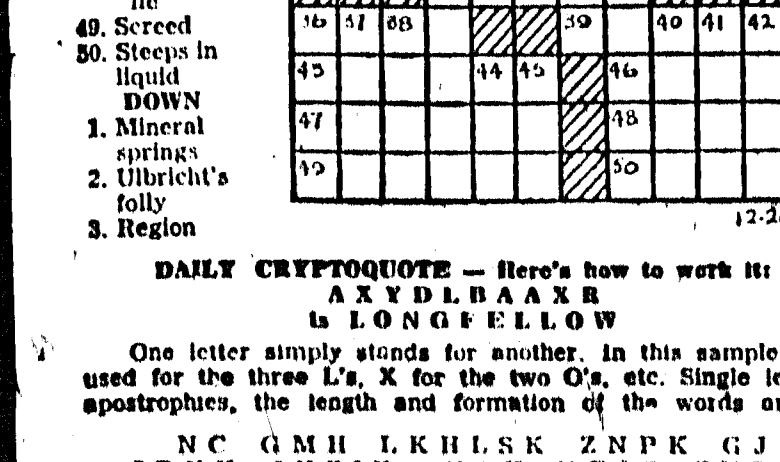 49. Screed
50. Steeps in
liquid
DOWN
1. Mineral
springs
2. Ulbricht's
folly
3. Region
36 37 38 39 40 41 42
43 44 45 46
47 48
49 50
DAILY CRYPTOQUOTE — Here's how to work it:
A X Y D L B A A X R
is L O N G F E L L O W
One letter simply stands for another. In this sample
used for the three L's, X for the two O's, etc. Single
apostrophies, the length and formation of the words
N C G M H L K H L S K Z N P K G J